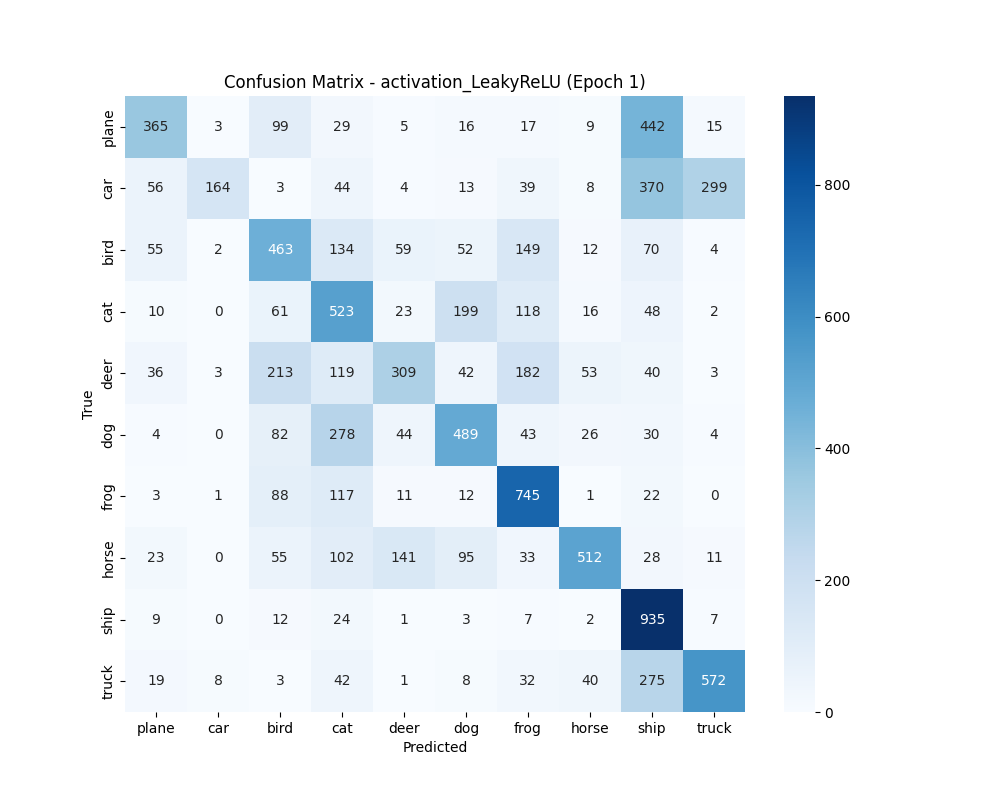 Confusion Matrix - activation_LeakyReLU (Epoch 1)
plane 365 3 99 29 5 16 17 9 442 15
car 56 164 3 44 4 13 39 8 370 299
bird 55 2 463 134 59 52 149 12 70 4
cat 10 0 61 523 23 199 118 16 48 2
deer 36 3 213 119 309 42 182 53 40 3
dog 4 0 82 278 44 489 43 26 30 4
frog 3 1 88 117 11 12 745 1 22 0
horse 23 0 55 102 141 95 33 512 28 11
ship 9 0 12 24 1 3 7 2 935 7
truck 19 8 3 42 1 8 32 40 275 572
plane car bird cat deer dog frog horse ship truck
Predicted
True
800
600
400
200
0